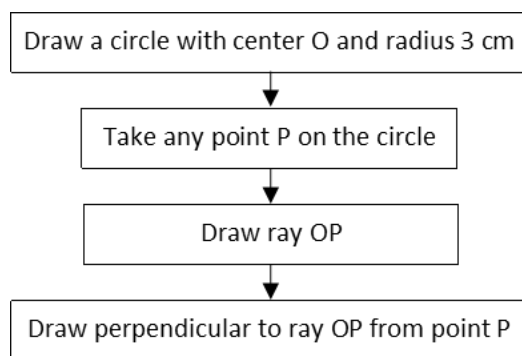 Draw a circle with center O and radius 3 cm
Take any point P on the circle
Draw ray OP
Draw perpendicular to ray OP from point P